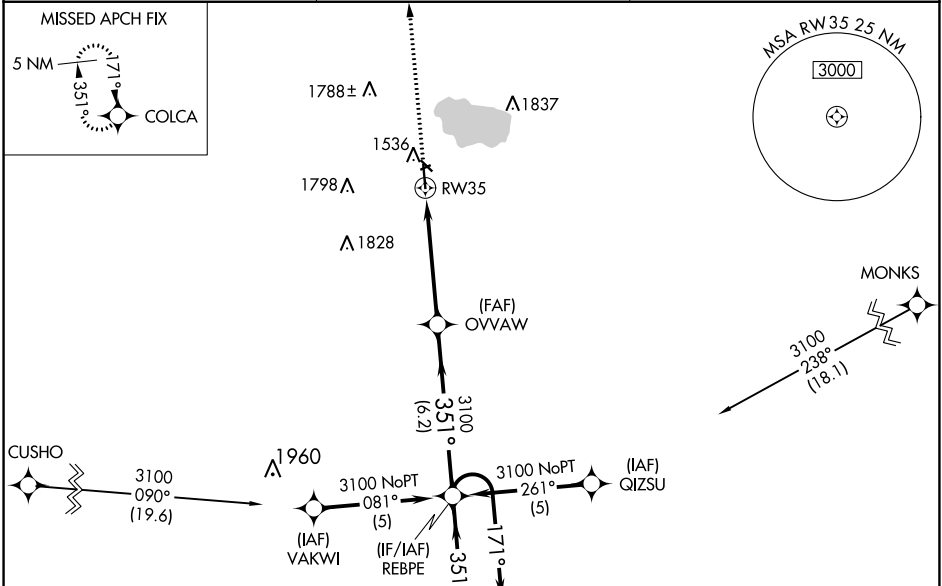 MISSED APCH FIX
5 NM
351°
171°
COLCA
MSA RW35 25 NM
3000
1788±
1837
1536
1798
RW35
1828
(FAF)
OVVAW
MONKS
3100
238°
(18.1)
3100
351°
(6.2)
CUSHO
3100
090°
(19.6)
1960
3100 NoPT
081°
(5)
(IAF)
VAKWI
3100 NoPT
261°
(5)
(IAF)
QIZSU
(IF/IAF)
REBPE
351
171°